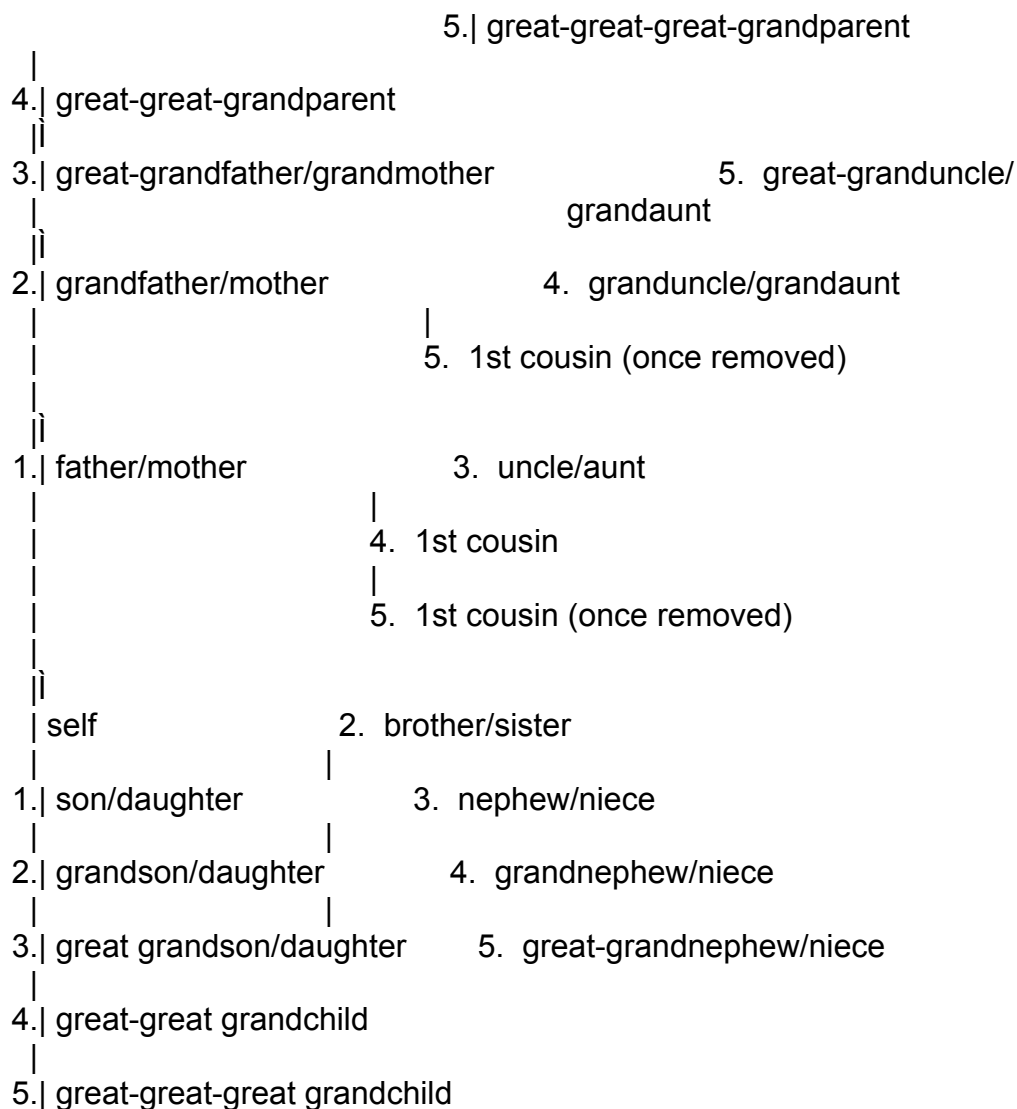 5.| great-great-great-grandparent
|
4.| great-great-grandparent
|Ì
3.| great-grandfather/grandmother 5. great-granduncle/
| grandaunt
|Ì
2.| grandfather/mother 4. granduncle/grandaunt
| |
| 5. 1st cousin (once removed)
|
|Ì
1.| father/mother 3. uncle/aunt
| |
| 4. 1st cousin
| |
| 5. 1st cousin (once removed)
|
|Ì
| self 2. brother/sister
| |
1.| son/daughter 3. nephew/niece
| |
2.| grandson/daughter 4. grandnephew/niece
| |
3.| great grandson/daughter 5. great-grandnephew/niece
|
4.| great-great grandchild
|
5.| great-great-great grandchild